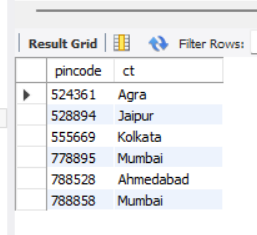 Result Grid Filter Rows:
pincode ct
524361 Agra
528894 Jaipur
555669 Kolkata
778895 Mumbai
788528 Ahmedabad
788858 Mumbai